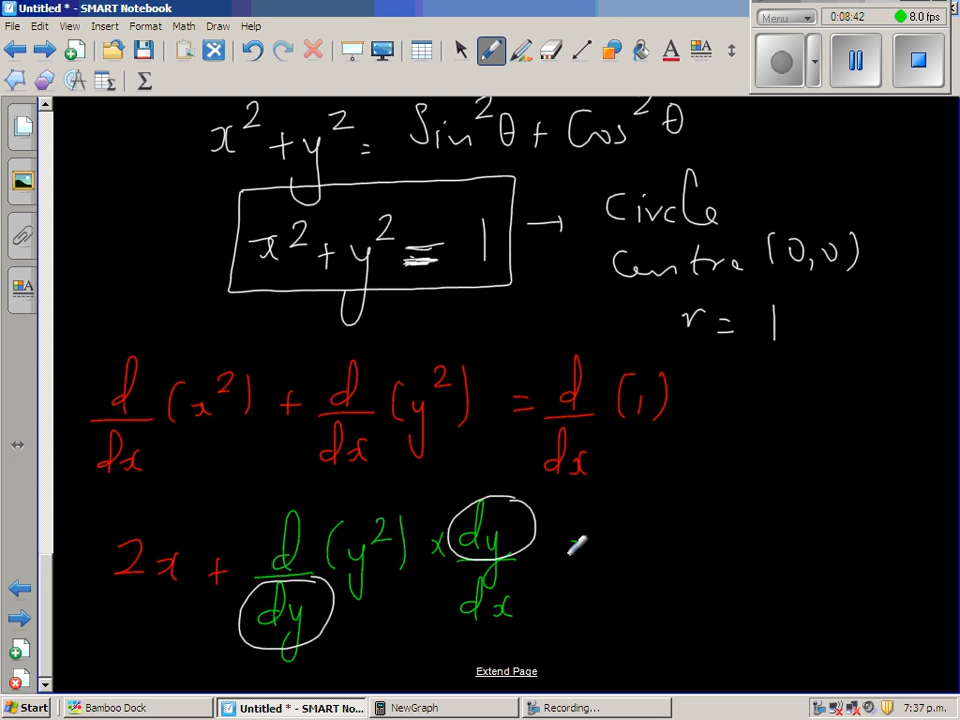 Untitled * - SMART Notebook
File Edit View Insert Format Math Draw Help
Menu 0:08:42 8.0 fps
x² + y² = Sin²θ + Cos²θ
x² + y² = 1 → Circle
Centre (0,0)
r = 1
d/dx (x²) + d/dx (y²) = d/dx (1)
2x + d/dy (y²) × dy/dx
Extend Page
Start Bamboo Dock Untitled * - SMART No... NewGraph Recording... 7:37 p.m.